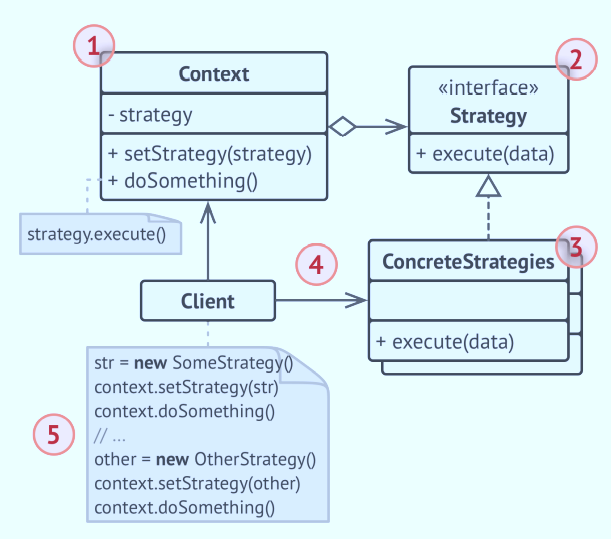 1
Context
- strategy
+ setStrategy(strategy)
+ doSomething()
2
«interface»
Strategy
+ execute(data)
strategy.execute()
3
ConcreteStrategies
+ execute(data)
4
Client
5
str = new SomeStrategy()
context.setStrategy(str)
context.doSomething()
// ...
other = new OtherStrategy()
context.setStrategy(other)
context.doSomething()